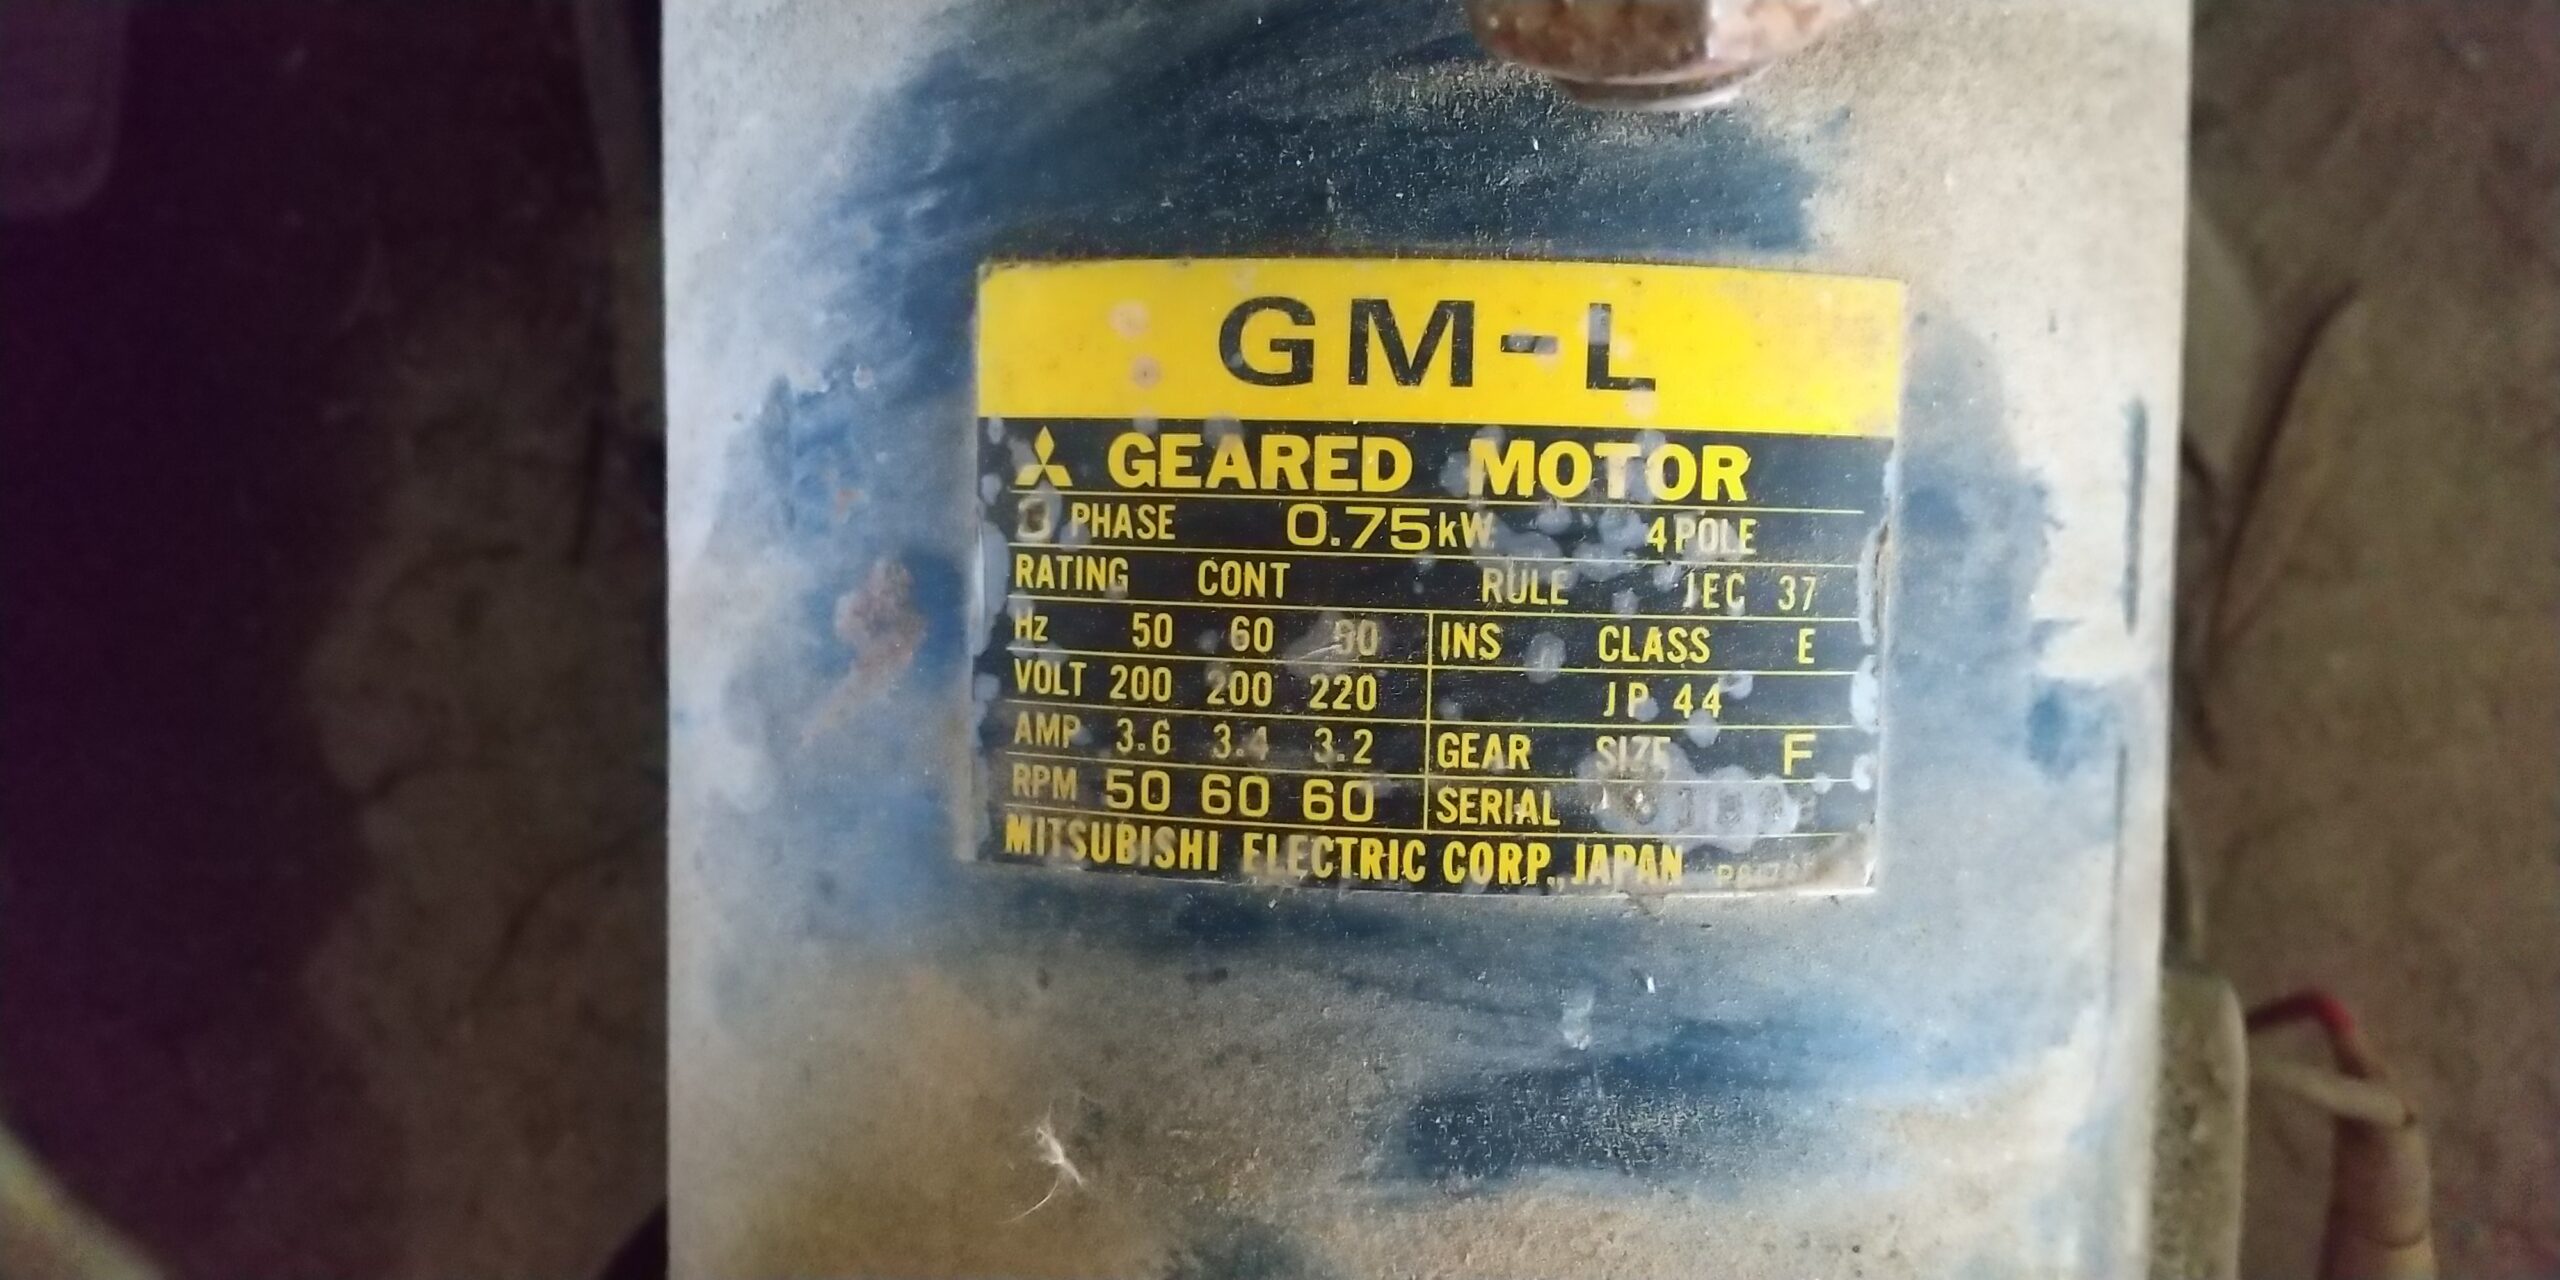 GM-L
GEARED MOTOR
3 PHASE 0.75kW 4 POLE
RATING CONT RULE JEC 37
Hz 50 60 60 INS CLASS E
VOLT 200 200 220 JP 44
AMP 3.6 3.4 3.2 GEAR SIZE F
RPM 50 60 60 SERIAL
MITSUBISHI ELECTRIC CORP., JAPAN